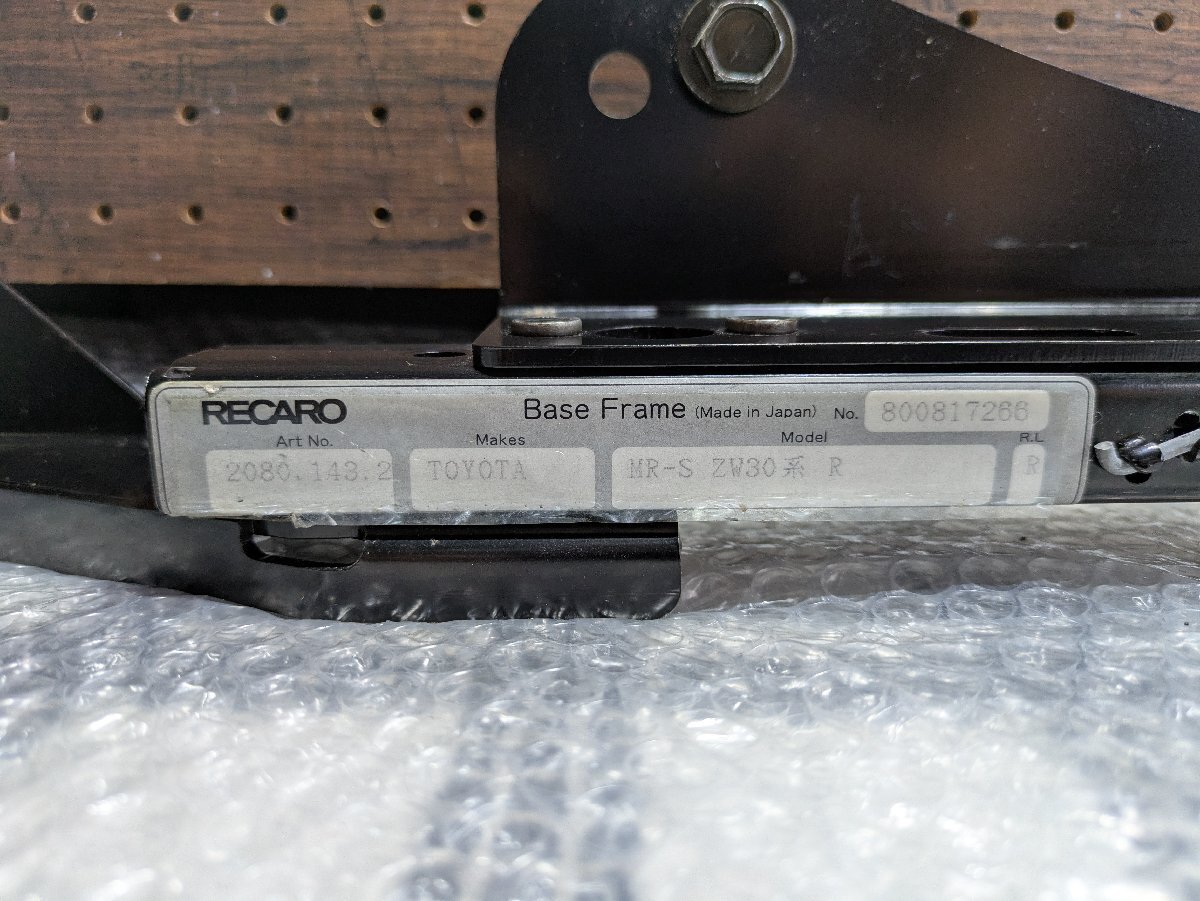 RECARO Base Frame (Made in Japan) No. 800817266
Art No. Makes Model R.L
2080.143.2 TOYOTA MR-S ZW30系 R R